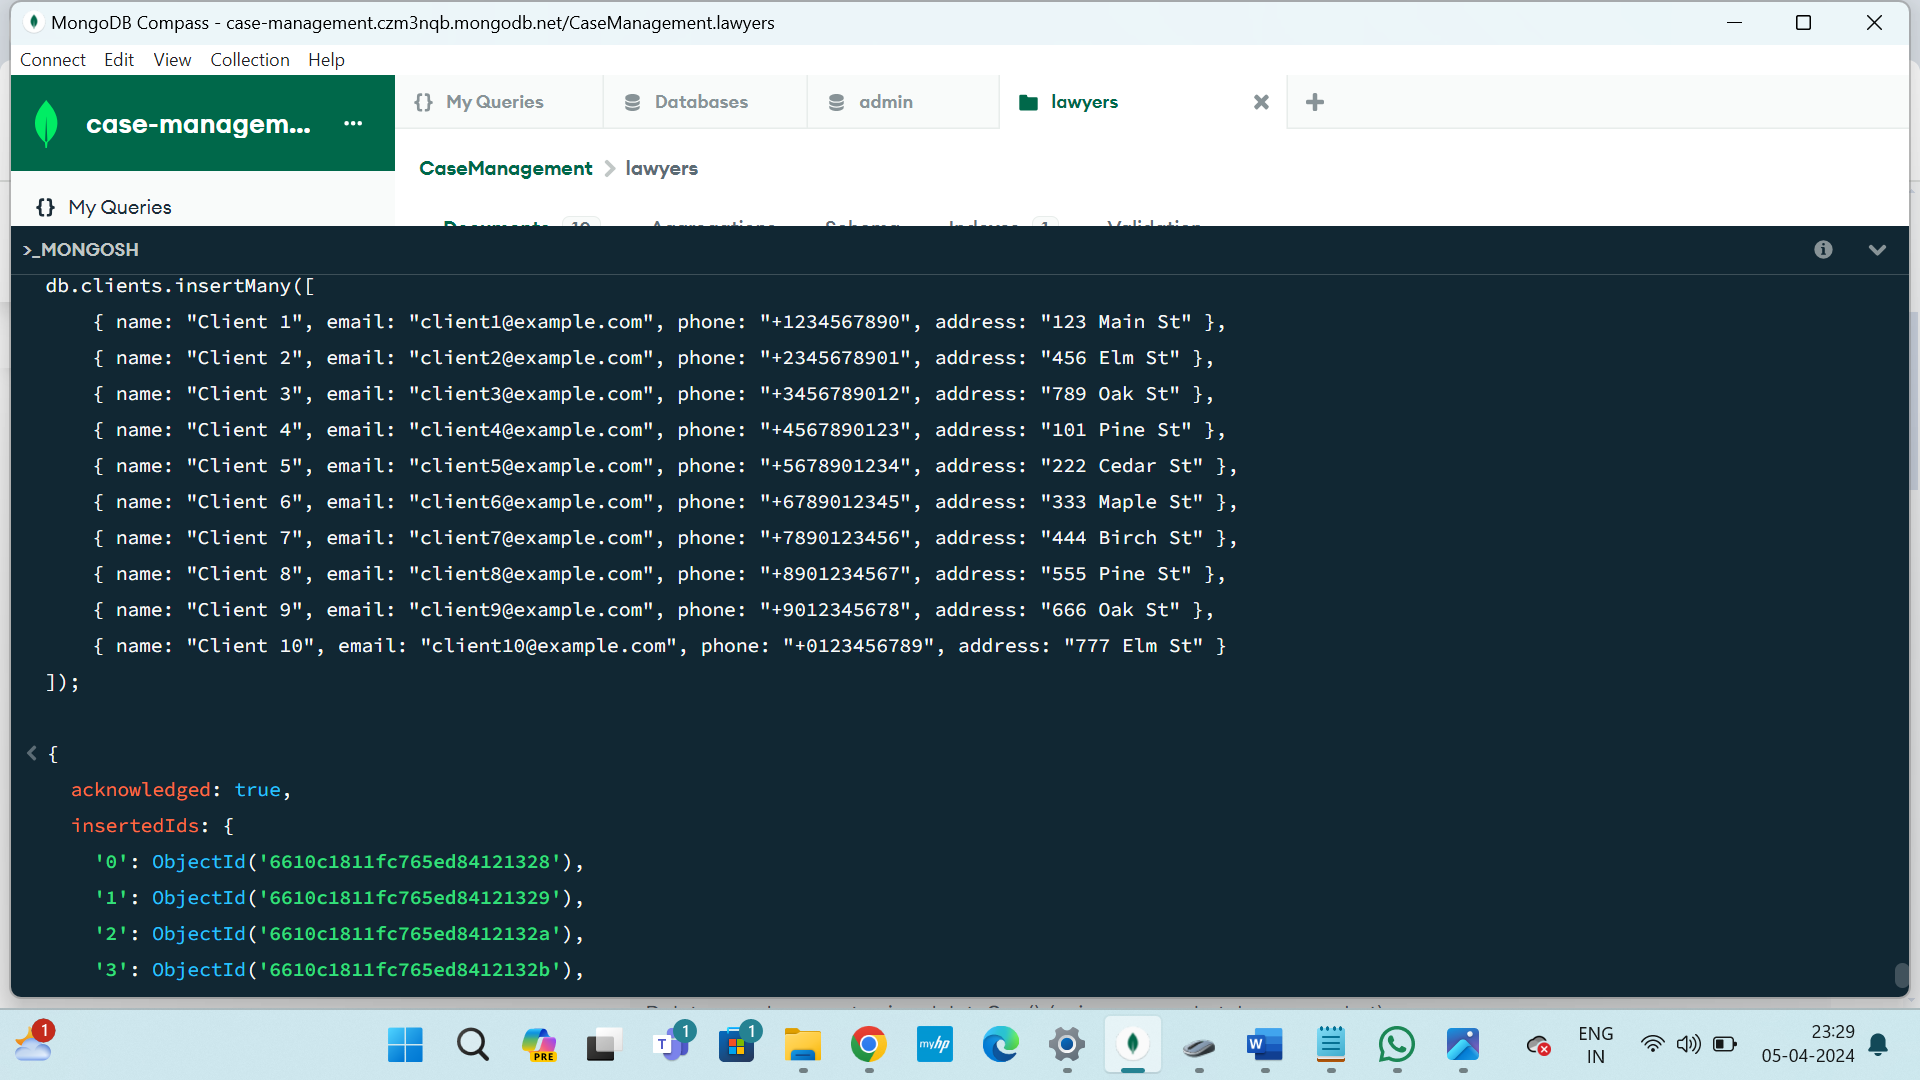 MongoDB Compass - case-management.czm3nqb.mongodb.net/CaseManagement.lawyers
Connect Edit View Collection Help
case-managem... ···
My Queries Databases admin lawyers
CaseManagement lawyers
{} My Queries
Documents 10 Aggregations Schema Indexes 1 Validation
>_MONGOSH
db.clients.insertMany([
{ name: "Client 1", email: "client1@example.com", phone: "+1234567890", address: "123 Main St" },
{ name: "Client 2", email: "client2@example.com", phone: "+2345678901", address: "456 Elm St" },
{ name: "Client 3", email: "client3@example.com", phone: "+3456789012", address: "789 Oak St" },
{ name: "Client 4", email: "client4@example.com", phone: "+4567890123", address: "101 Pine St" },
{ name: "Client 5", email: "client5@example.com", phone: "+5678901234", address: "222 Cedar St" },
{ name: "Client 6", email: "client6@example.com", phone: "+6789012345", address: "333 Maple St" },
{ name: "Client 7", email: "client7@example.com", phone: "+7890123456", address: "444 Birch St" },
{ name: "Client 8", email: "client8@example.com", phone: "+8901234567", address: "555 Pine St" },
{ name: "Client 9", email: "client9@example.com", phone: "+9012345678", address: "666 Oak St" },
{ name: "Client 10", email: "client10@example.com", phone: "+0123456789", address: "777 Elm St" }
]);
< {
acknowledged: true,
insertedIds: {
'0': ObjectId('6610c1811fc765ed84121328'),
'1': ObjectId('6610c1811fc765ed84121329'),
'2': ObjectId('6610c1811fc765ed8412132a'),
'3': ObjectId('6610c1811fc765ed8412132b'),
1 PRE T 1 1 myhp W ENG IN 23:29
05-04-2024